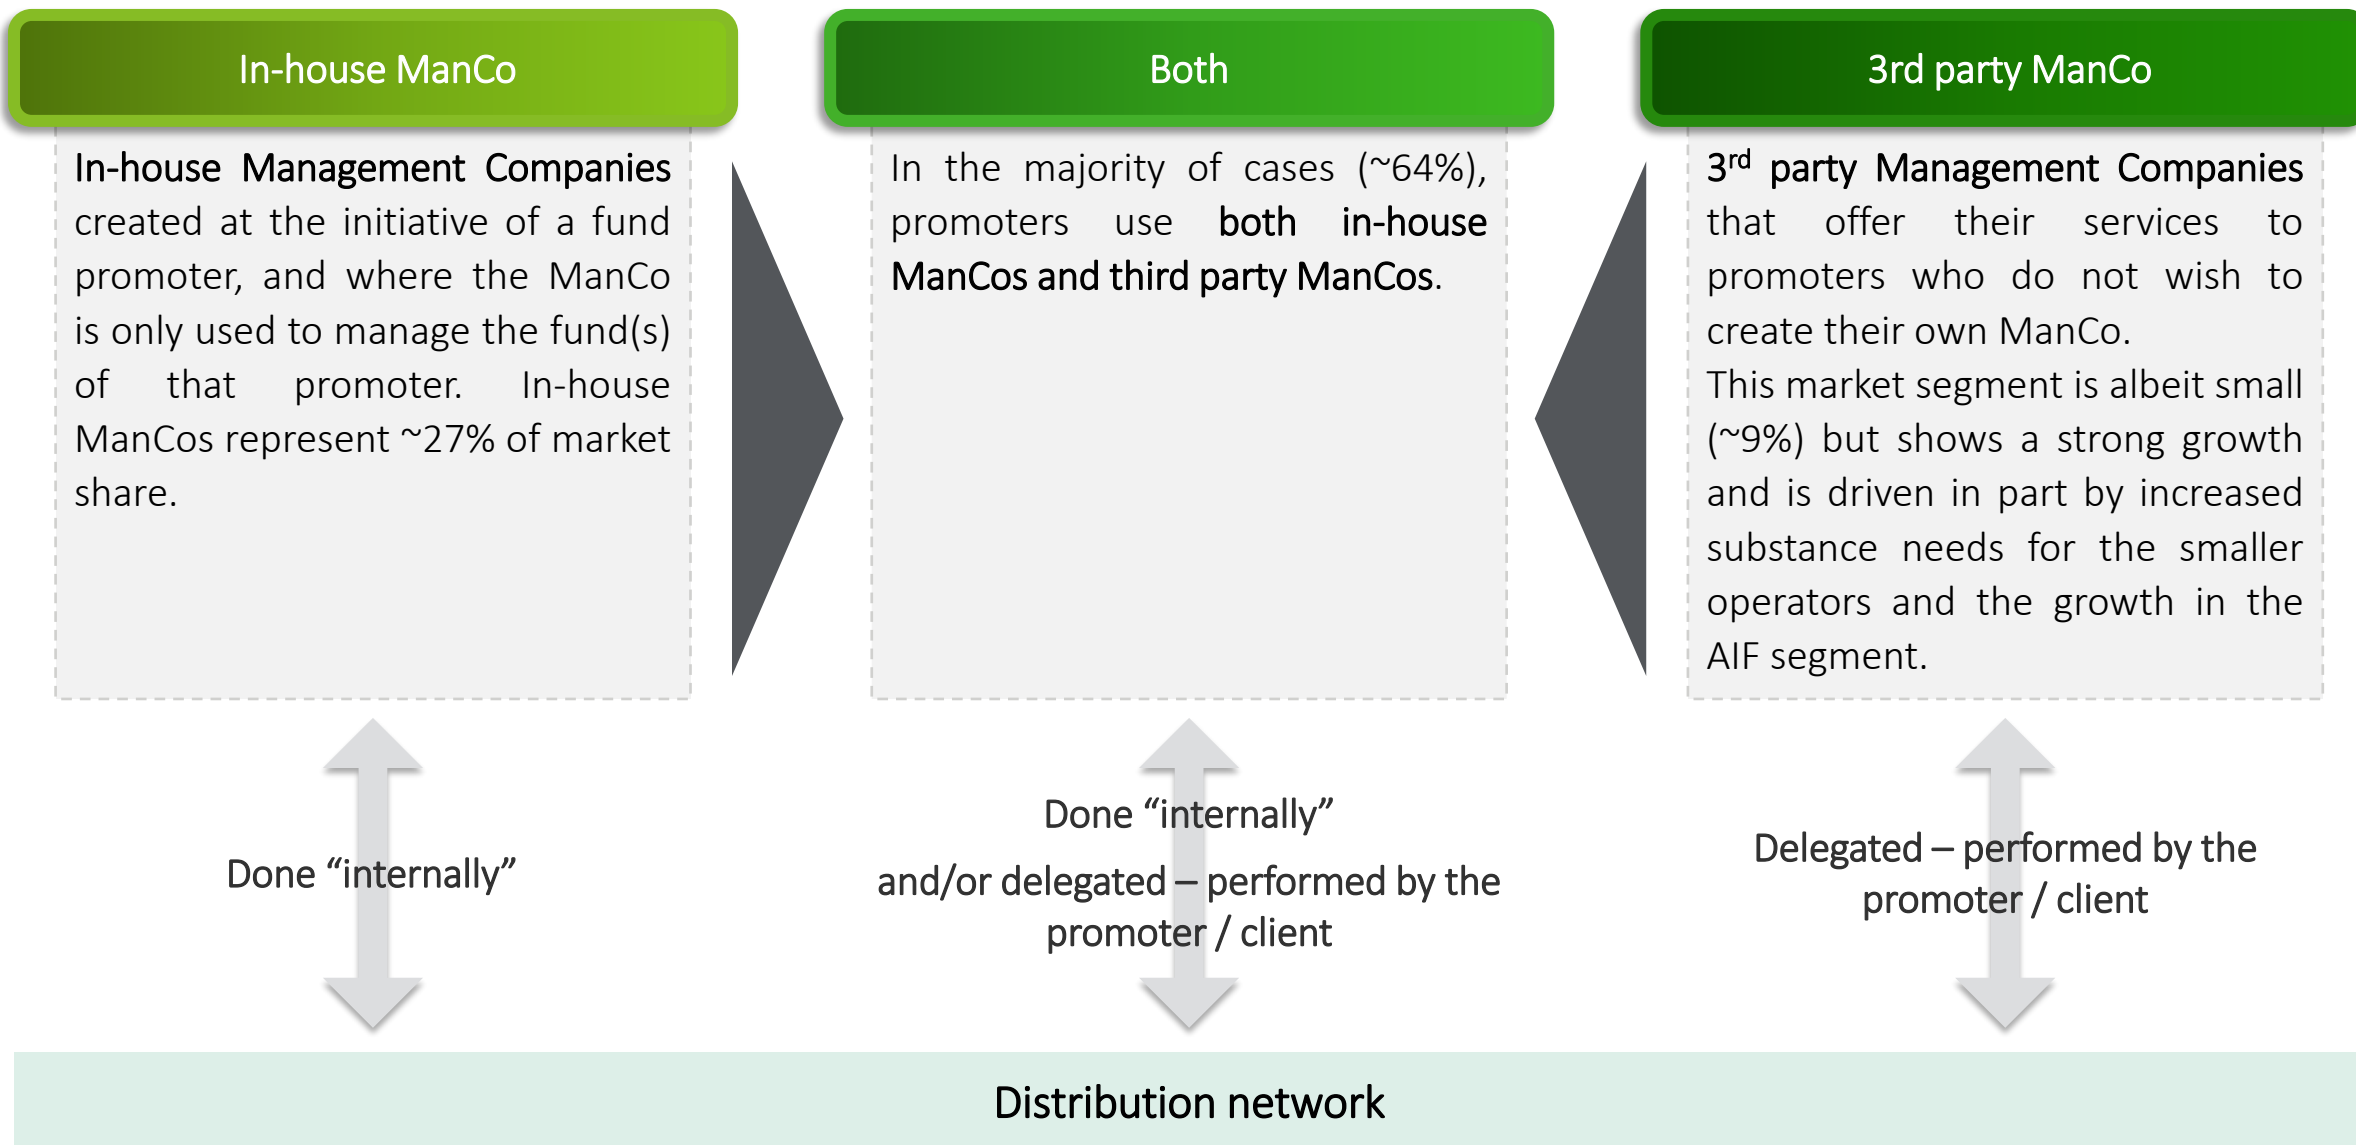 In-house ManCo
Both
3rd party ManCo
In-house Management Companies
created at the initiative of a fund
promoter, and where the ManCo
is only used to manage the fund(s)
of that promoter. In-house
ManCos represent ~27% of market
share.
In the majority of cases (~64%),
promoters use both in-house
ManCos and third party ManCos.
3rd party Management Companies
that offer their services to
promoters who do not wish to
create their own ManCo.
This market segment is albeit small
(~9%) but shows a strong growth
and is driven in part by increased
substance needs for the smaller
operators and the growth in the
AIF segment.
Done “internally”
Done “internally”
and/or delegated – performed by the
promoter / client
Delegated – performed by the
promoter / client
Distribution network